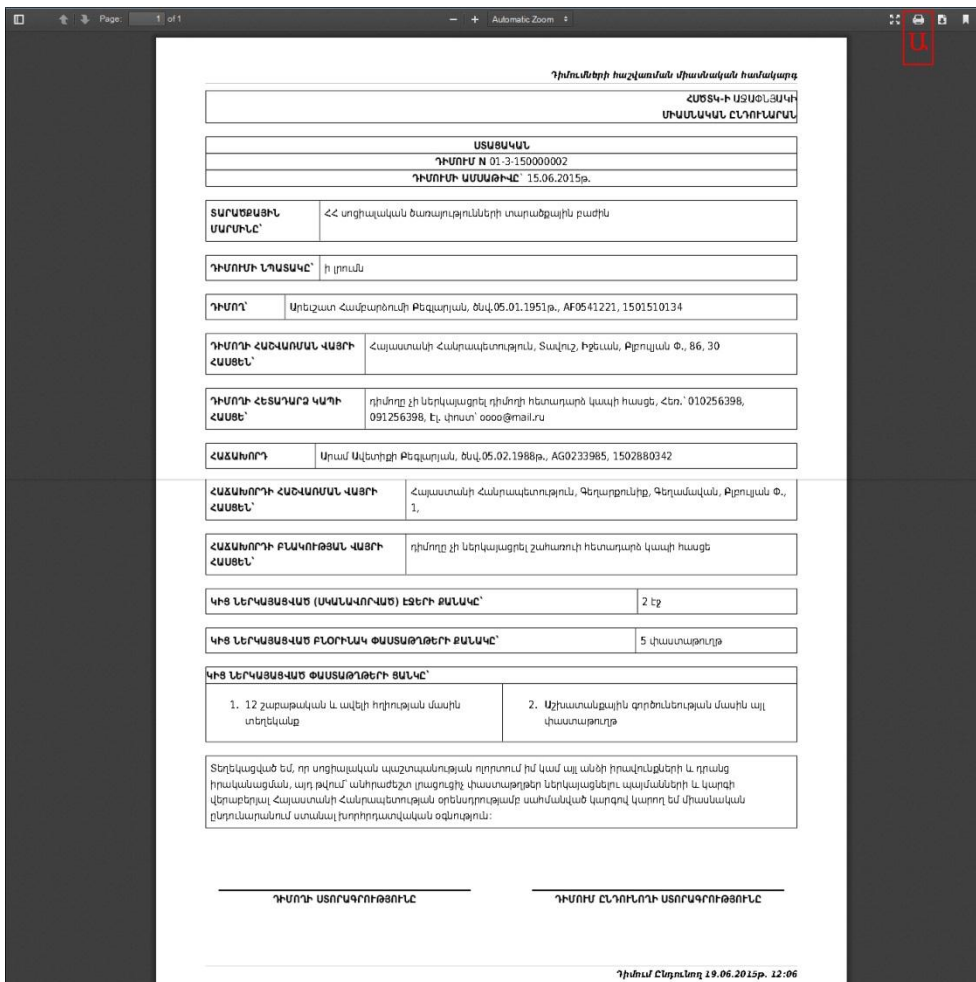 Page: 1 of 1 − + Automatic Zoom
Ա
Դիմումների հաշվառման միասնական համակարգ
ՀՍԾՏԿ-Ի ԱՋԱՓՆՅԱԿԻ
ՄԻԱՍՆԱԿԱՆ ԸՆԴՈՒՆԱՐԱՆ
ՍՏԱՑԱԿԱՆ
ԴԻՄՈՒՄ N 01-3-150000002
ԴԻՄՈՒՄԻ ԱՄՍԱԹԻՎԸ՝ 15.06.2015թ.
ՏԱՐԱԾՔԱՅԻՆ ՀՀ սոցիալական ծառայությունների տարածքային բաժին
ՄԱՐՄԻՆԸ՝
ԴԻՄՈՒՄԻ ՆՊԱՏԱԿԸ՝ ի լրումն
ԴԻՄՈՂ՝ Արեւշատ Համբարձումի Բեգլարյան, ծնվ.05.01.1951թ., AF0541221, 1501510134
ԴԻՄՈՂԻ ՀԱՇՎԱՌՄԱՆ ՎԱՅՐԻ Հայաստանի Հանրապետություն, Տավուշ, Իջեւան, Բլբուլյան Փ., 86, 30
ՀԱՍՑԵՆ՝
ԴԻՄՈՂԻ ՀԵՏԱԴԱՐՁ ԿԱՊԻ դիմողը չի ներկայացրել դիմողի հետադարձ կապի հասցե, Հեռ.՝ 010256398,
ՀԱՍՑԵ՝ 091256398, Էլ. փոստ՝ oooo@mail.ru
ՀԱՃԱԽՈՐԴ Արամ Ավետիքի Բեգլարյան, ծնվ.05.02.1988թ., AG0233985, 1502880342
ՀԱՃԱԽՈՐԴԻ ՀԱՇՎԱՌՄԱՆ ՎԱՅՐԻ Հայաստանի Հանրապետություն, Գեղարքունիք, Գեղամավան, Բլբուլյան Փ.,
ՀԱՍՑԵՆ՝ 1,
ՀԱՃԱԽՈՐԴԻ ԲՆԱԿՈՒԹՅԱՆ ՎԱՅՐԻ դիմողը չի ներկայացրել շահառուի հետադարձ կապի հասցե
ՀԱՍՑԵՆ՝
ԿԻՑ ՆԵՐԿԱՅԱՑՎԱԾ (ՍԿԱՆԱՎՈՐՎԱԾ) ԷՋԵՐԻ ՔԱՆԱԿԸ՝ 2 էջ
ԿԻՑ ՆԵՐԿԱՅԱՑՎԱԾ ԲՆՕՐԻՆԱԿ ՓԱՍՏԱԹՂԹԵՐԻ ՔԱՆԱԿԸ՝ 5 փաստաթուղթ
ԿԻՑ ՆԵՐԿԱՅԱՑՎԱԾ ՓԱՍՏԱԹՂԹԵՐԻ ՑԱՆԿԸ՝
1. 12 շաբաթական և ավելի հղիության մասին
տեղեկանք
2. Աշխատանքային գործունեության մասին այլ
փաստաթուղթ
Տեղեկացված եմ, որ սոցիալական պաշտպանության ոլորտում իմ կամ այլ անձի իրավունքների և դրանց
իրականացման, այդ թվում՝ անհրաժեշտ լրացուցիչ փաստաթղթեր ներկայացնելու պայմանների և կարգի
վերաբերյալ Հայաստանի Հանրապետության օրենսդրությամբ սահմանված կարգով կարող եմ միասնական
ընդունարանում ստանալ խորհրդատվական օգնություն:
ԴԻՄՈՂԻ ՍՏՈՐԱԳՐՈՒԹՅՈՒՆԸ ԴԻՄՈՒՄ ԸՆԴՈՒՆՈՂԻ ՍՏՈՐԱԳՐՈՒԹՅՈՒՆԸ
Դիմում Ընդունող 19.06.2015թ. 12:06